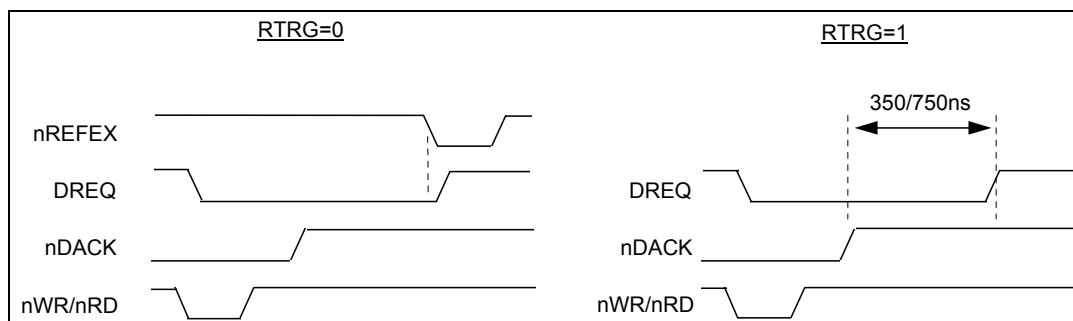 RTRG=0
nREFEX
DREQ
nDACK
nWR/nRD
RTRG=1
350/750ns
DREQ
nDACK
nWR/nRD